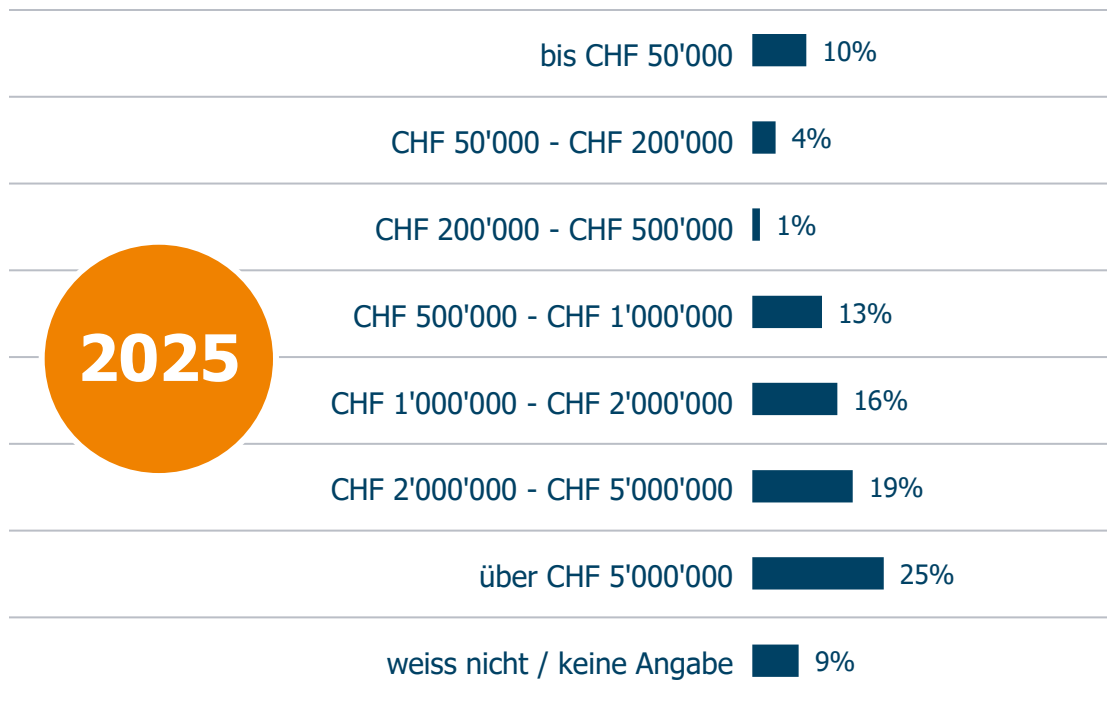 bis CHF 50'000 10%
CHF 50'000 - CHF 200'000 4%
CHF 200'000 - CHF 500'000 1%
CHF 500'000 - CHF 1'000'000 13%
2025
CHF 1'000'000 - CHF 2'000'000 16%
CHF 2'000'000 - CHF 5'000'000 19%
über CHF 5'000'000 25%
weiss nicht / keine Angabe 9%